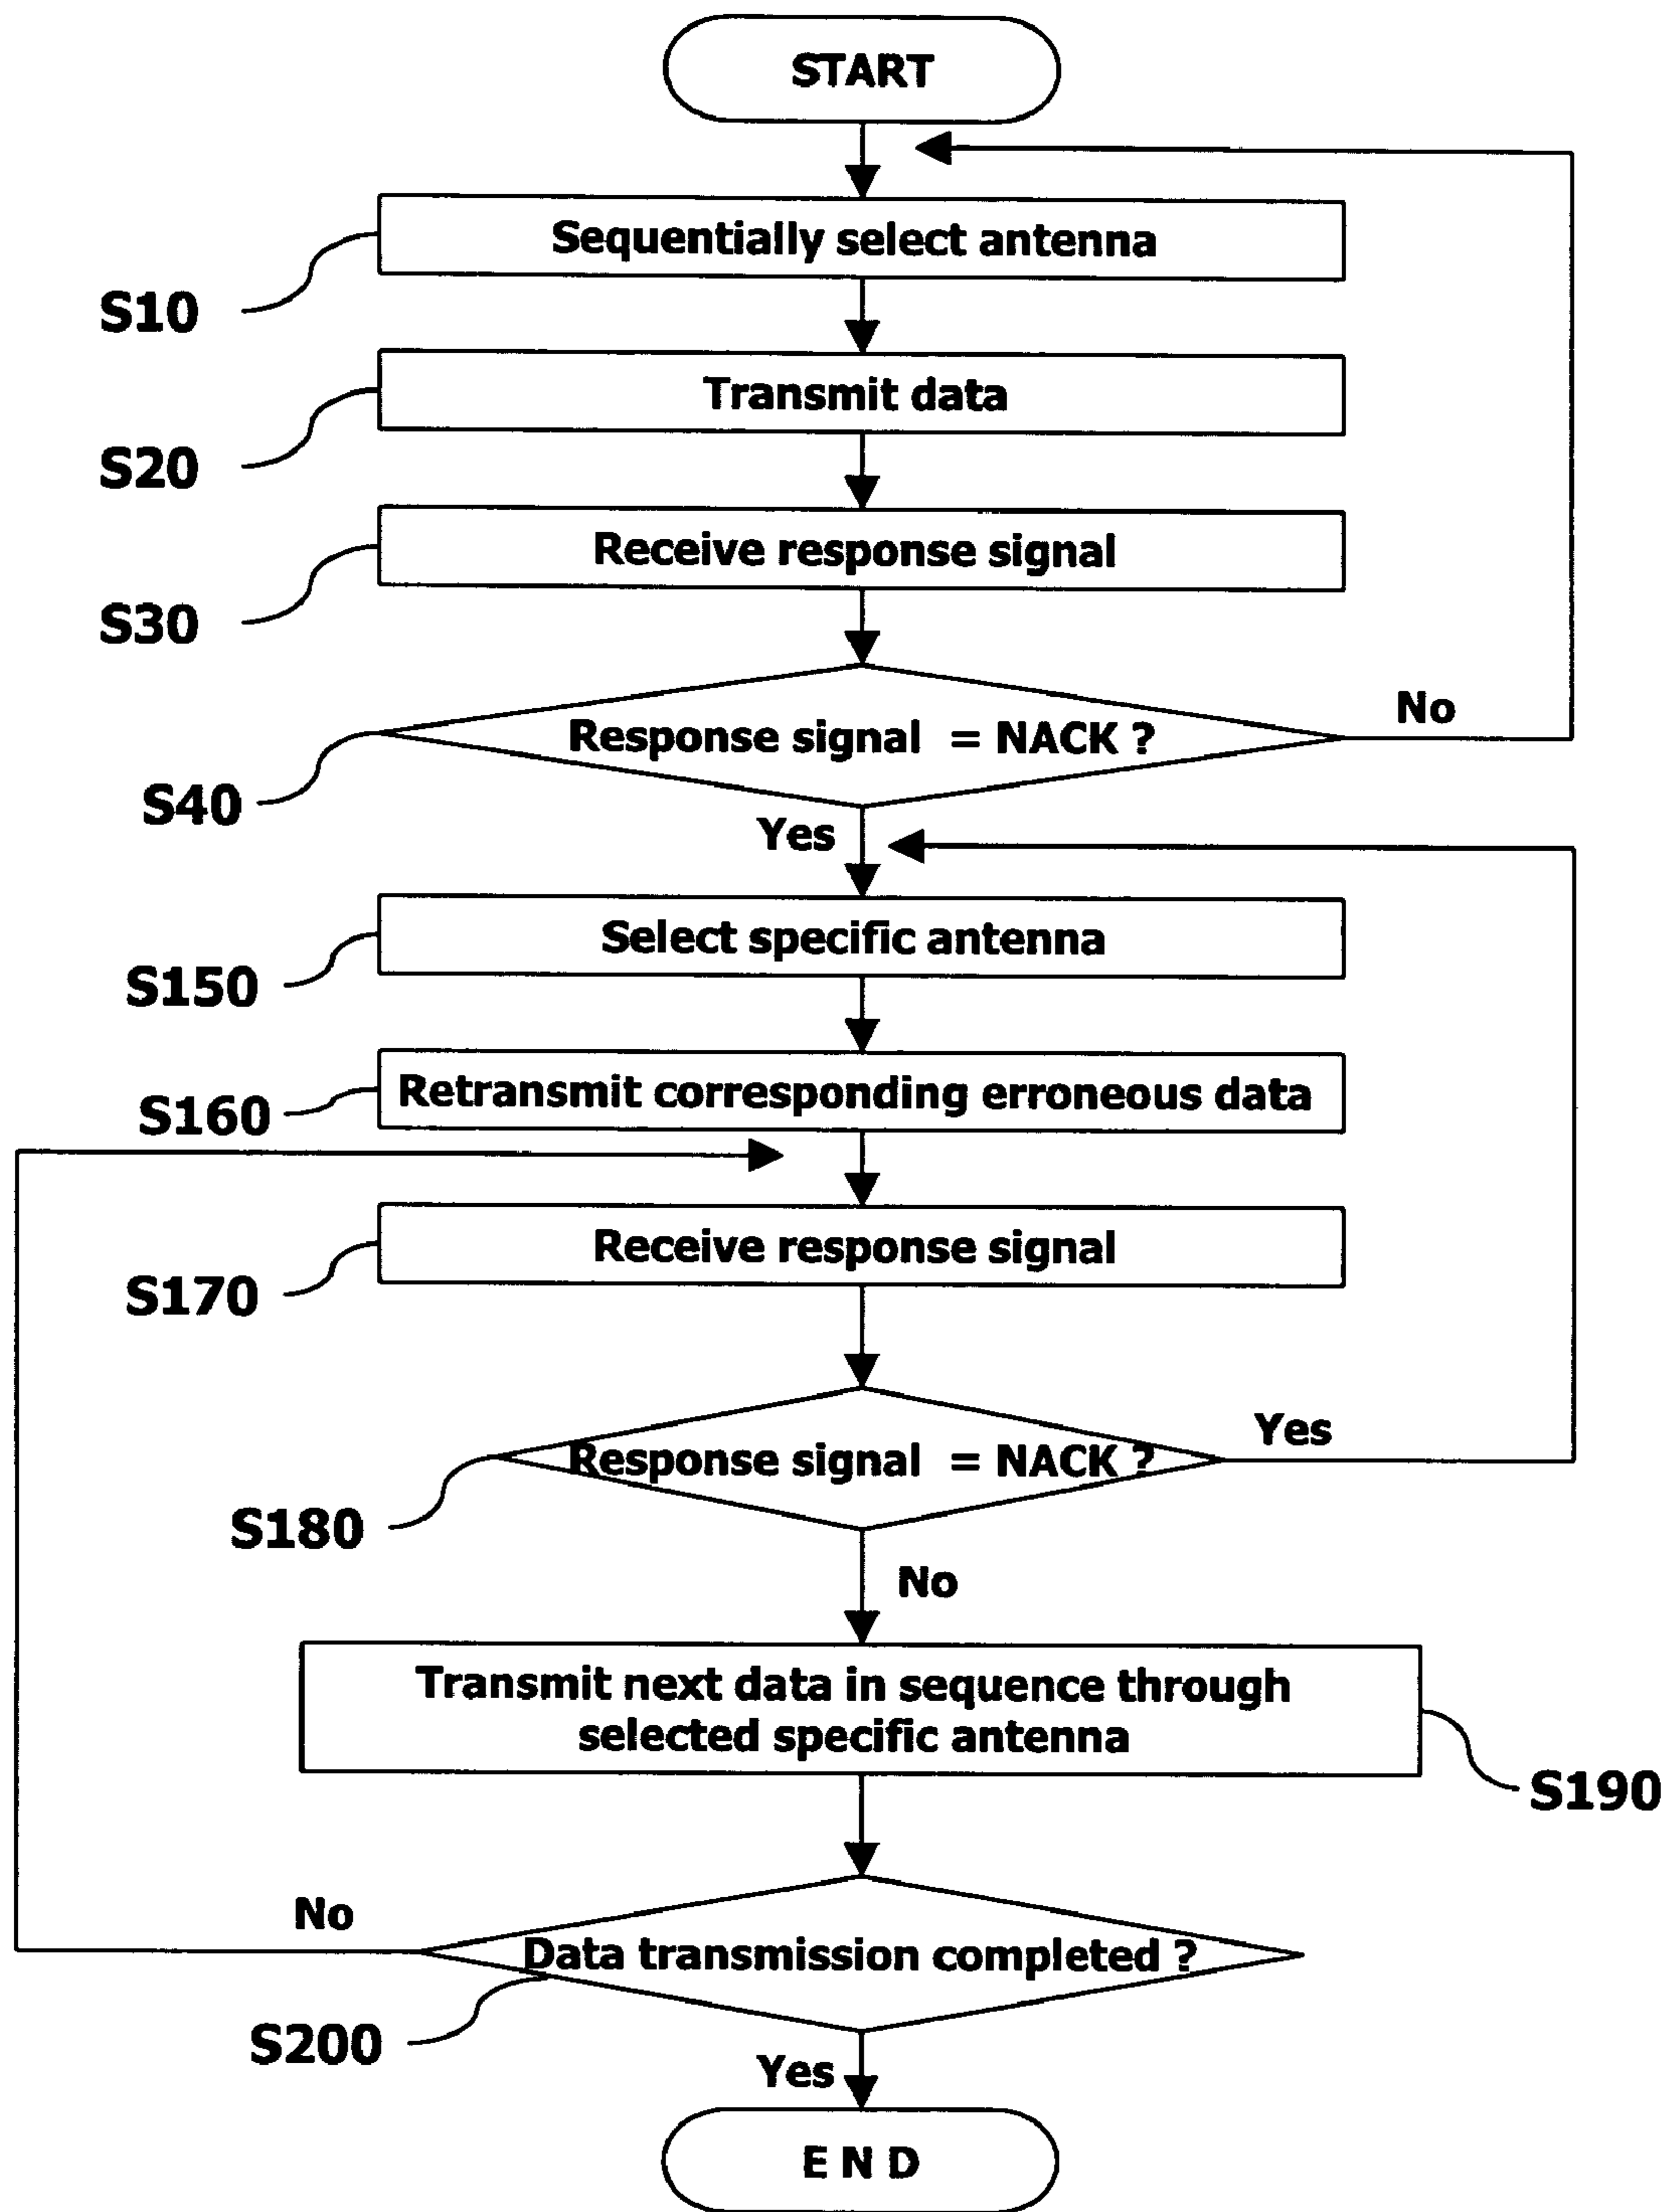 START
Sequentially select antenna
S10
Transmit data
S20
Receive response signal
S30
No
Response signal = NACK ?
S40
Yes
Select specific antenna
S150
Retransmit corresponding erroneous data
S160
Receive response signal
S170
Yes
Response signal = NACK ?
S180
No
Transmit next data in sequence through
selected specific antenna
S190
No
Data transmission completed ?
S200
Yes
E N D